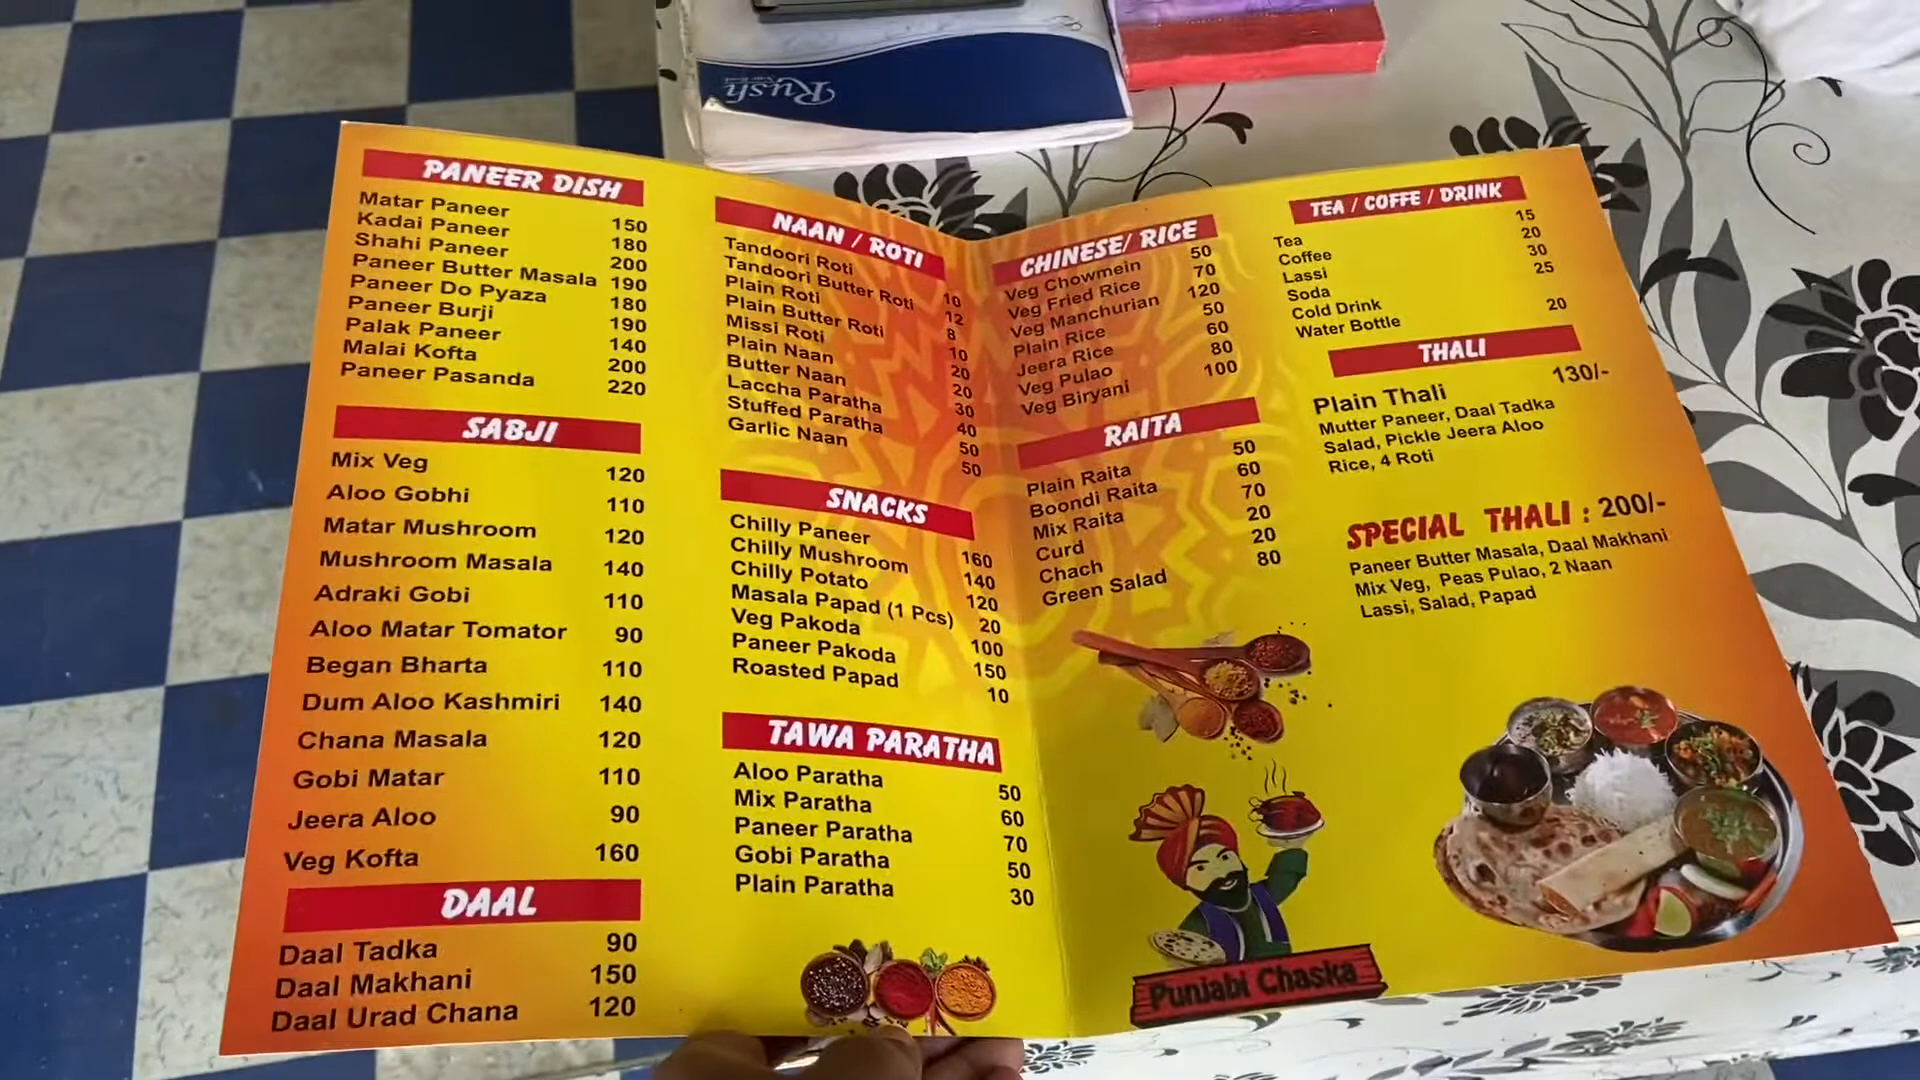 Rush
PANEER DISH
Matar Paneer 150
Kadai Paneer 180
Shahi Paneer 200
Paneer Butter Masala 190
Paneer Do Pyaza 180
Paneer Burji 190
Palak Paneer 140
Malai Kofta 200
Paneer Pasanda 220
SABJI
Mix Veg 120
Aloo Gobhi 110
Matar Mushroom 120
Mushroom Masala 140
Adraki Gobi 110
Aloo Matar Tomator 90
Began Bharta 110
Dum Aloo Kashmiri 140
Chana Masala 120
Gobi Matar 110
Jeera Aloo 90
Veg Kofta 160
DAAL
Daal Tadka 90
Daal Makhani 150
Daal Urad Chana 120
NAAN / ROTI
Tandoori Roti 10
Tandoori Butter Roti 12
Plain Roti 8
Plain Butter Roti 10
Missi Roti 20
Plain Naan 20
Butter Naan 30
Laccha Paratha 40
Stuffed Paratha 50
Garlic Naan 50
SNACKS
Chilly Paneer 160
Chilly Mushroom 140
Chilly Potato 120
Masala Papad (1 Pcs) 20
Veg Pakoda 100
Paneer Pakoda 150
Roasted Papad 10
TAWA PARATHA
Aloo Paratha 50
Mix Paratha 60
Paneer Paratha 70
Gobi Paratha 50
Plain Paratha 30
CHINESE/ RICE
Veg Chowmein 50
Veg Fried Rice 70
Veg Manchurian 120
Plain Rice 50
Jeera Rice 60
Veg Pulao 80
Veg Biryani 100
RAITA
Plain Raita 50
Boondi Raita 60
Mix Raita 70
Curd 20
Chach 20
Green Salad 80
Punjabi Chaska
TEA / COFFE / DRINK
Tea 15
Coffee 20
Lassi 30
Soda 25
Cold Drink
Water Bottle 20
THALI
Plain Thali 130/-
Mutter Paneer, Daal Tadka
Salad, Pickle Jeera Aloo
Rice, 4 Roti
SPECIAL THALI : 200/-
Paneer Butter Masala, Daal Makhani
Mix Veg, Peas Pulao, 2 Naan
Lassi, Salad, Papad